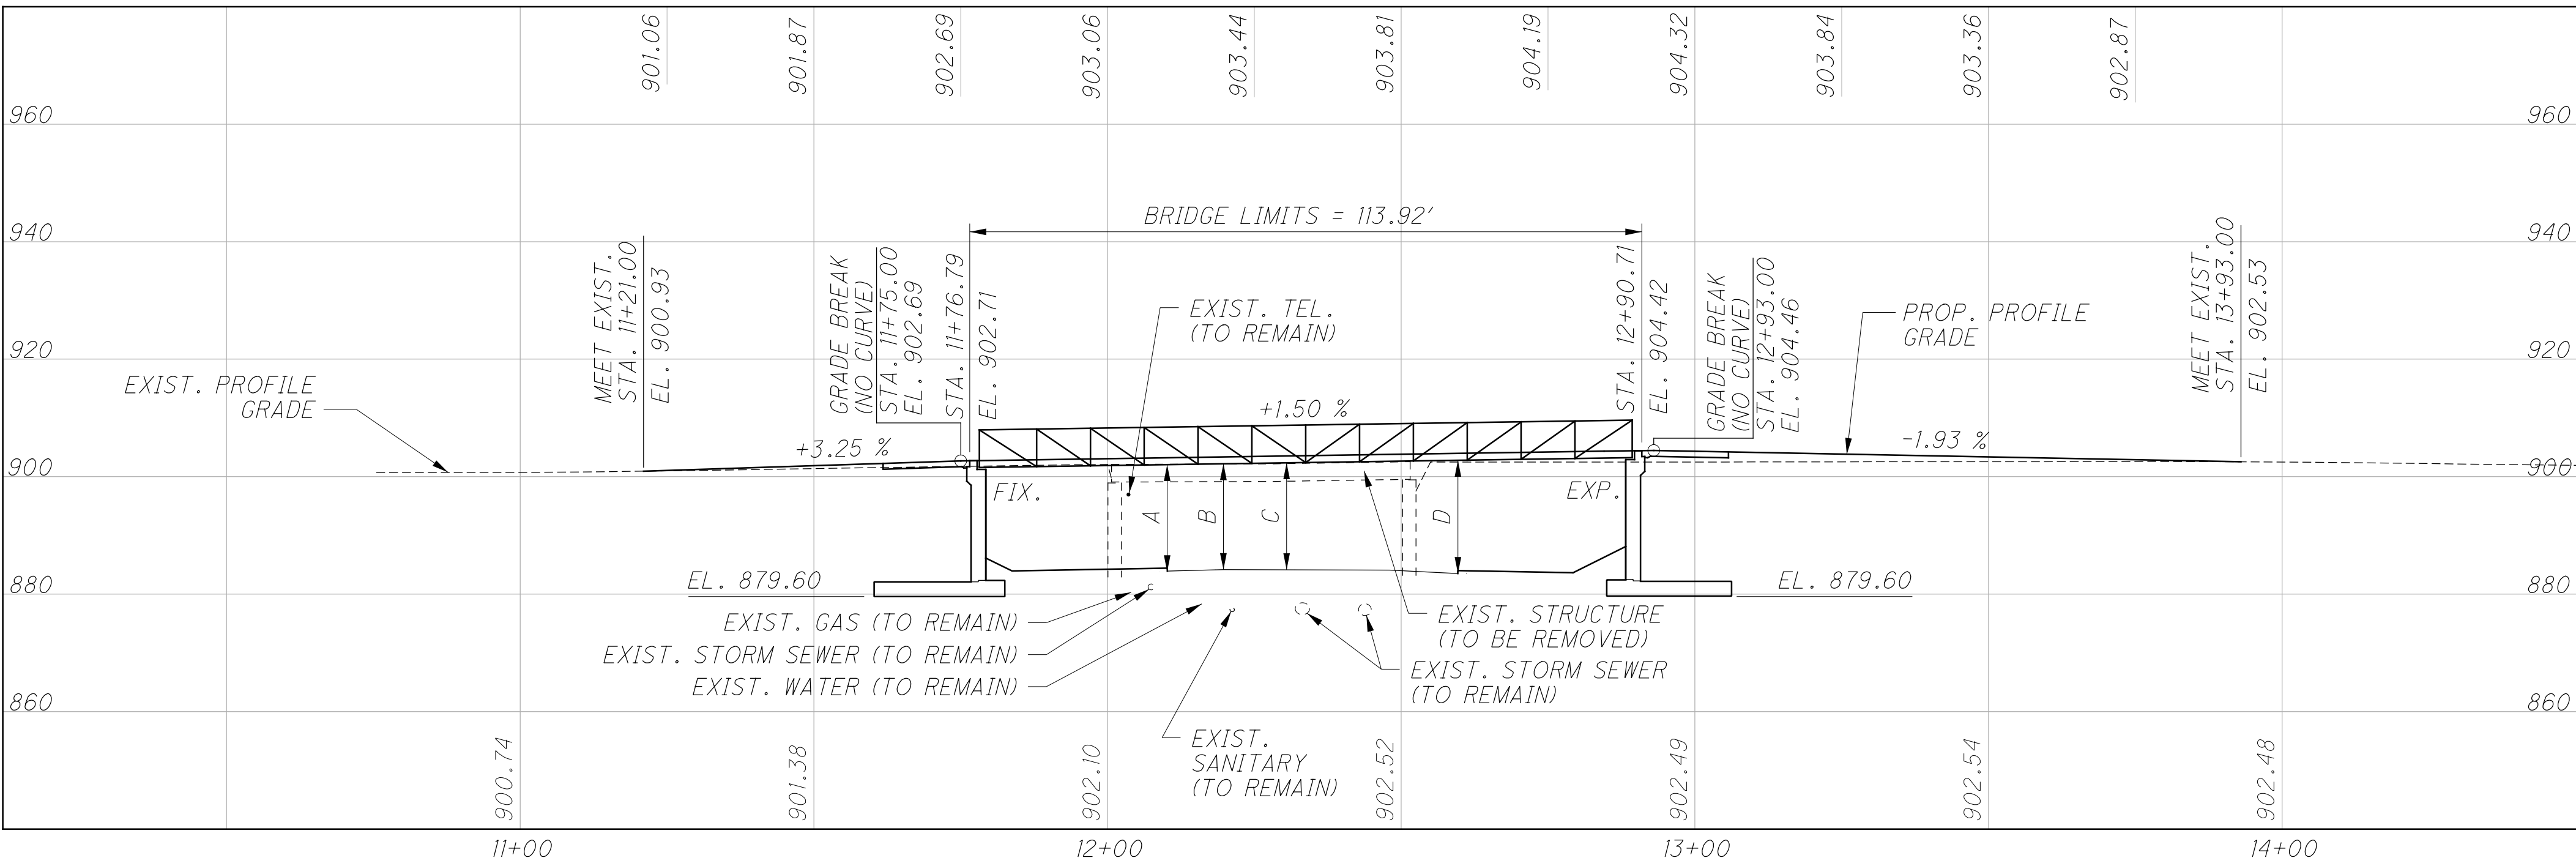 901.06
901.87
902.69
903.06
903.44
903.81
904.19
904.32
903.84
903.36
902.87
960
960
940
940
920
920
900
900
880
880
860
860
BRIDGE LIMITS = 113.92'
MEET EXIST.
STA. 11+21.00
EL. 900.93
GRADE BREAK
(NO CURVE)
STA. 11+75.00
EL. 902.69
STA. 11+76.79
EL. 902.71
EXIST. TEL.
(TO REMAIN)
STA. 12+90.71
EL. 904.42
GRADE BREAK
(NO CURVE)
STA. 12+93.00
EL. 904.46
PROP. PROFILE
GRADE
MEET EXIST.
STA. 13+93.00
EL. 902.53
EXIST. PROFILE
GRADE
+3.25 %
+1.50 %
-1.93 %
FIX.
A
B
C
D
EXP.
EL. 879.60
EL. 879.60
EXIST. GAS (TO REMAIN)
EXIST. STORM SEWER (TO REMAIN)
EXIST. WATER (TO REMAIN)
EXIST.
SANITARY
(TO REMAIN)
EXIST. STRUCTURE
(TO BE REMOVED)
EXIST. STORM SEWER
(TO REMAIN)
900.74
901.38
902.10
902.52
902.49
902.54
902.48
11+00
12+00
13+00
14+00